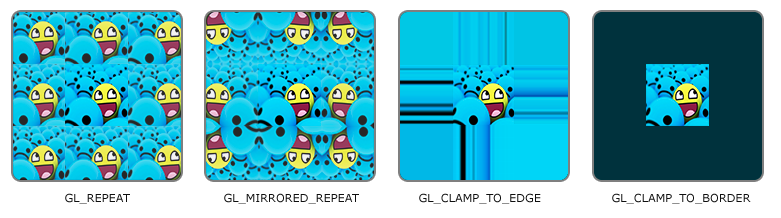 GL_REPEAT
GL_MIRRORED_REPEAT
GL_CLAMP_TO_EDGE
GL_CLAMP_TO_BORDER